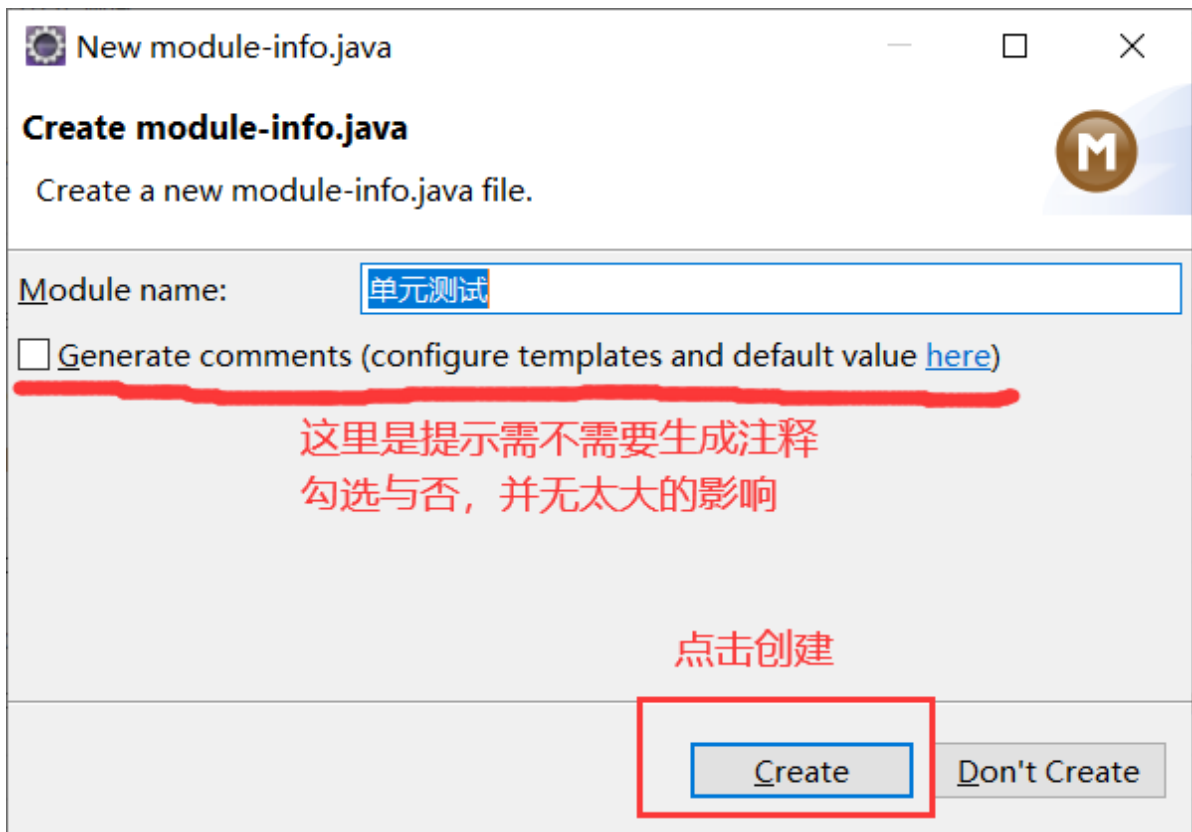 New module-info.java
Create module-info.java
Create a new module-info.java file.
M
Module name:
单元测试
Generate comments (configure templates and default value here)
这里是提示需不需要生成注释
勾选与否，并无太大的影响
点击创建
Create
Don't Create